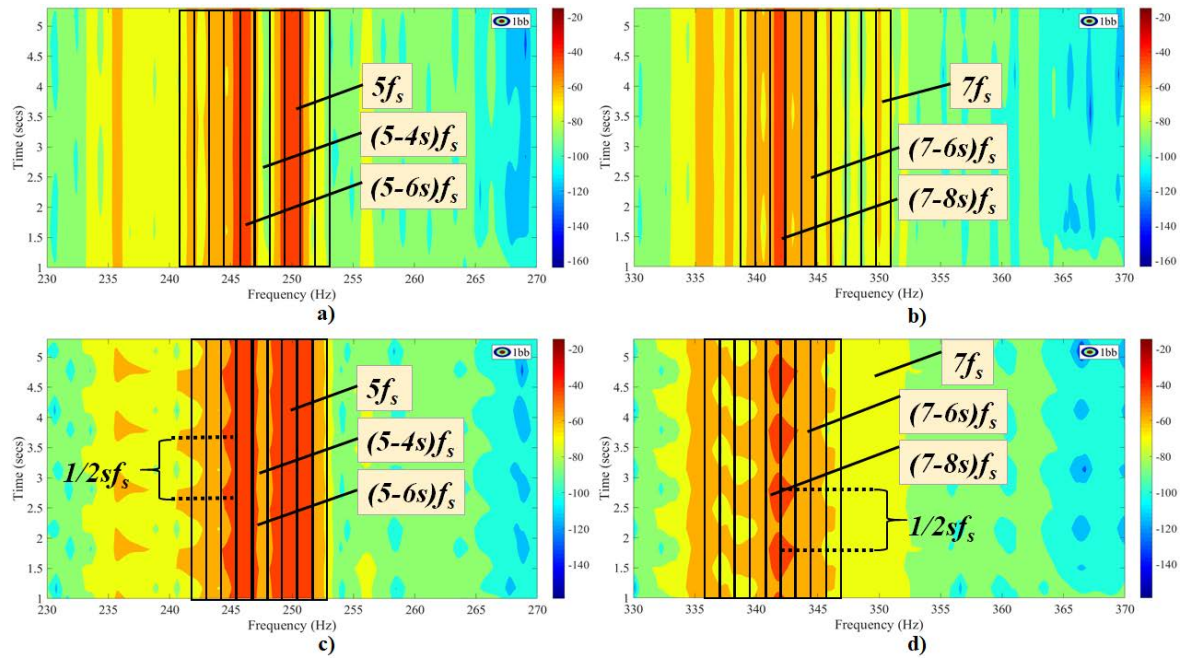 5
4.5
4
3.5
3
2.5
2
1.5
1
Time (secs)
230 235 240 245 250 255 260 265 270
Frequency (Hz)
1bb
5fs
(5-4s)fs
(5-6s)fs
-20
-40
-60
-80
-100
-120
-140
-160
a)
5
4.5
4
3.5
3
2.5
2
1.5
1
Time (secs)
330 335 340 345 350 355 360 365 370
Frequency (Hz)
1bb
7fs
(7-6s)fs
(7-8s)fs
-20
-40
-60
-80
-100
-120
-140
-160
b)
5
4.5
4
3.5
3
2.5
2
1.5
1
Time (secs)
230 235 240 245 250 255 260 265 270
Frequency (Hz)
1bb
5fs
(5-4s)fs
(5-6s)fs
1/2sfs
-20
-40
-60
-80
-100
-120
-140
c)
5
4.5
4
3.5
3
2.5
2
1.5
1
Time (secs)
330 335 340 345 350 355 360 365 370
Frequency (Hz)
1bb
7fs
(7-6s)fs
(7-8s)fs
1/2sfs
-20
-40
-60
-80
-100
-120
-140
d)